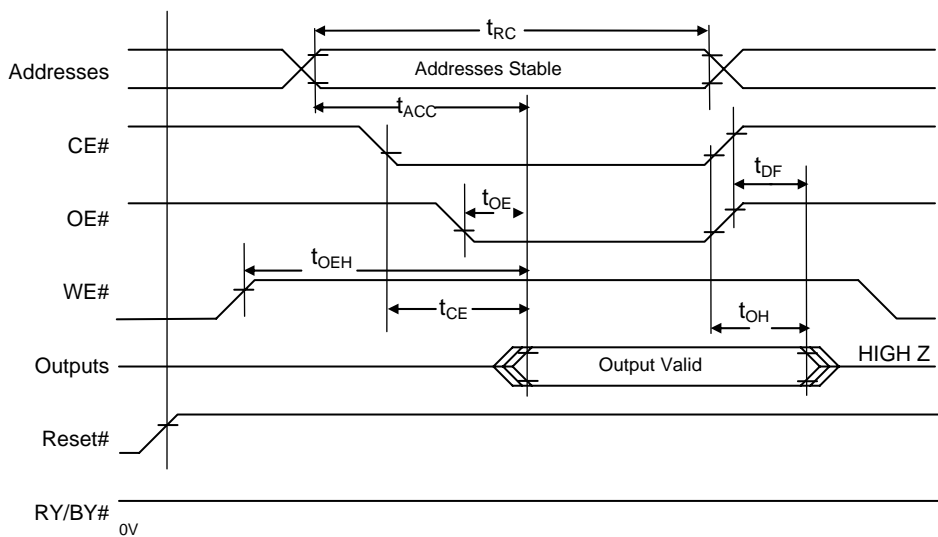 tRC
Addresses
Addresses Stable
tACC
CE#
tDF
OE#
tOE
tOEH
WE#
tCE
tOH
Outputs
Output Valid
HIGH Z
Reset#
RY/BY#
0V